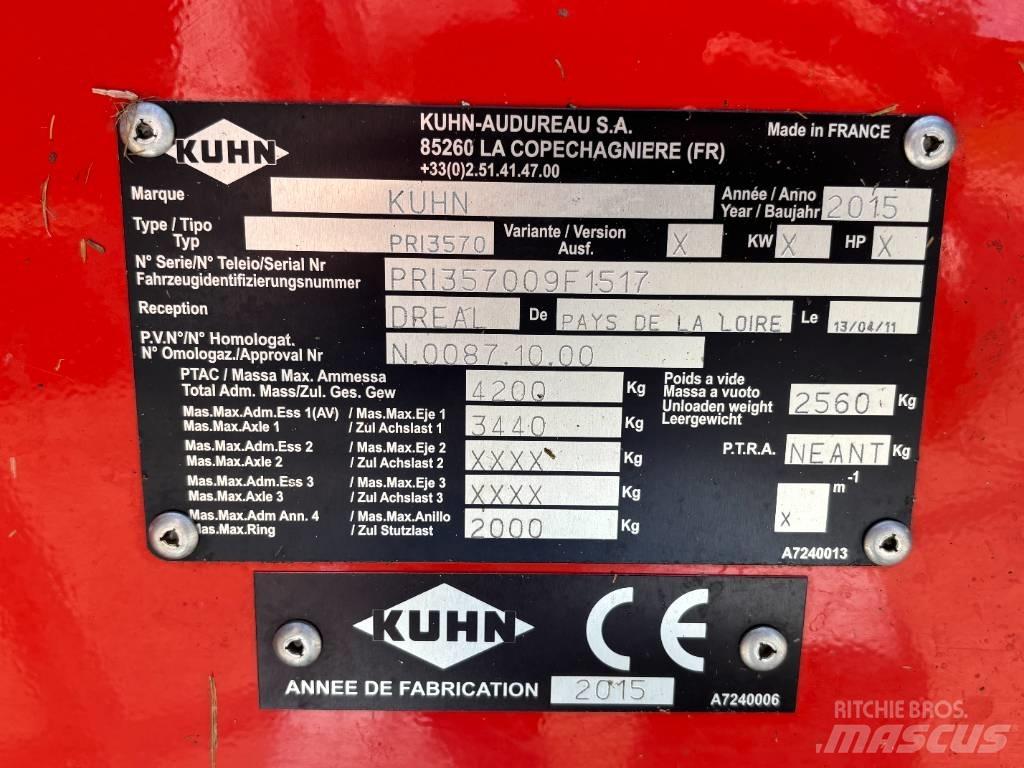 KUHN
KUHN-AUDUREAU S.A.
85260 LA COPECHAGNIERE (FR)
+33(0)2.51.41.47.00
Made in FRANCE
Marque KUHN Année / Anno
Year / Baujahr 2015
Type / Tipo
Typ PRI3570 Variante / Version
Ausf. X KW X HP X
N° Serie/N° Teleio/Serial Nr
Fahrzeugidentifizierungsnummer PRI357009F1517
Reception DREAL De PAYS DE LA LOIRE Le 13/04/11
P.V.N°/N° Homologat.
N° Omologaz./Approval Nr N.0087.10.00
PTAC / Massa Max. Ammessa
Total Adm. Mass/Zul. Ges. Gew 4200 Kg
Poids a vide
Massa a vuoto
Unloaden weight
Leergewicht 2560 Kg
Mas.Max.Adm.Ess 1(AV) / Mas.Max.Eje 1
Mas.Max.Axle 1 / Zul Achslast 1 3440 Kg
Mas.Max.Adm.Ess 2 / Mas.Max.Eje 2
Mas.Max.Axle 2 / Zul Achslast 2 XXXX Kg
P.T.R.A. NEANT Kg
Mas.Max.Adm.Ess 3 / Mas.Max.Eje 3
Mas.Max.Axle 3 / Zul Achslast 3 XXXX Kg
X m-1
Mas.Max.Adm Ann. 4 / Mas.Max.Anillo
Mas.Max.Ring / Zul Stutzlast 2000 Kg
A7240013
KUHN CE
ANNEE DE FABRICATION 2015 A7240006
RITCHIE BROS.
MASCUS